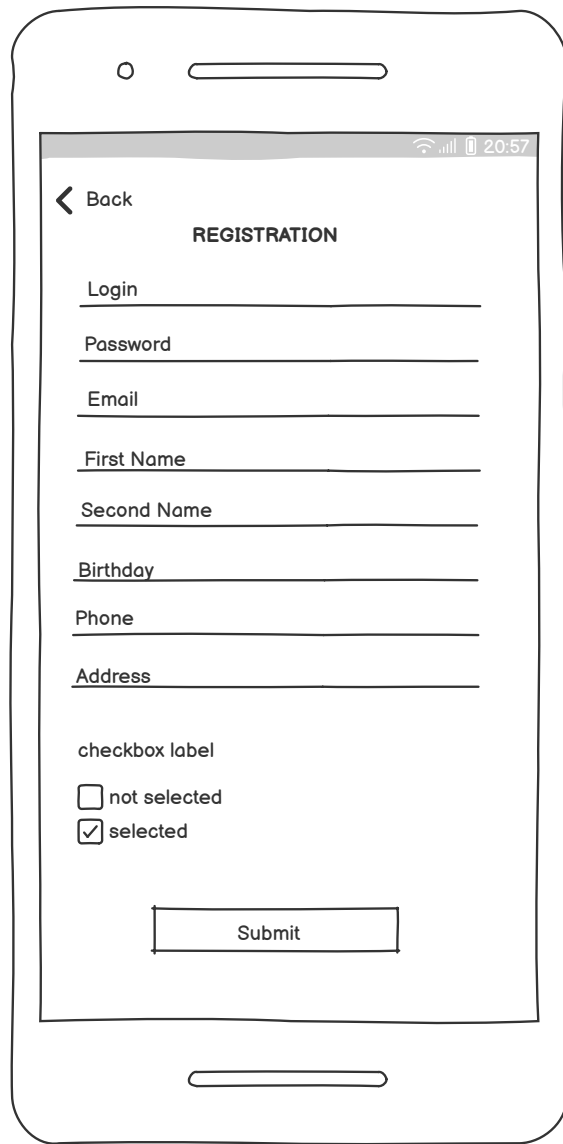 20:57
Back
REGISTRATION
Login
Password
Email
First Name
Second Name
Birthday
Phone
Address
checkbox label
not selected
selected
Submit